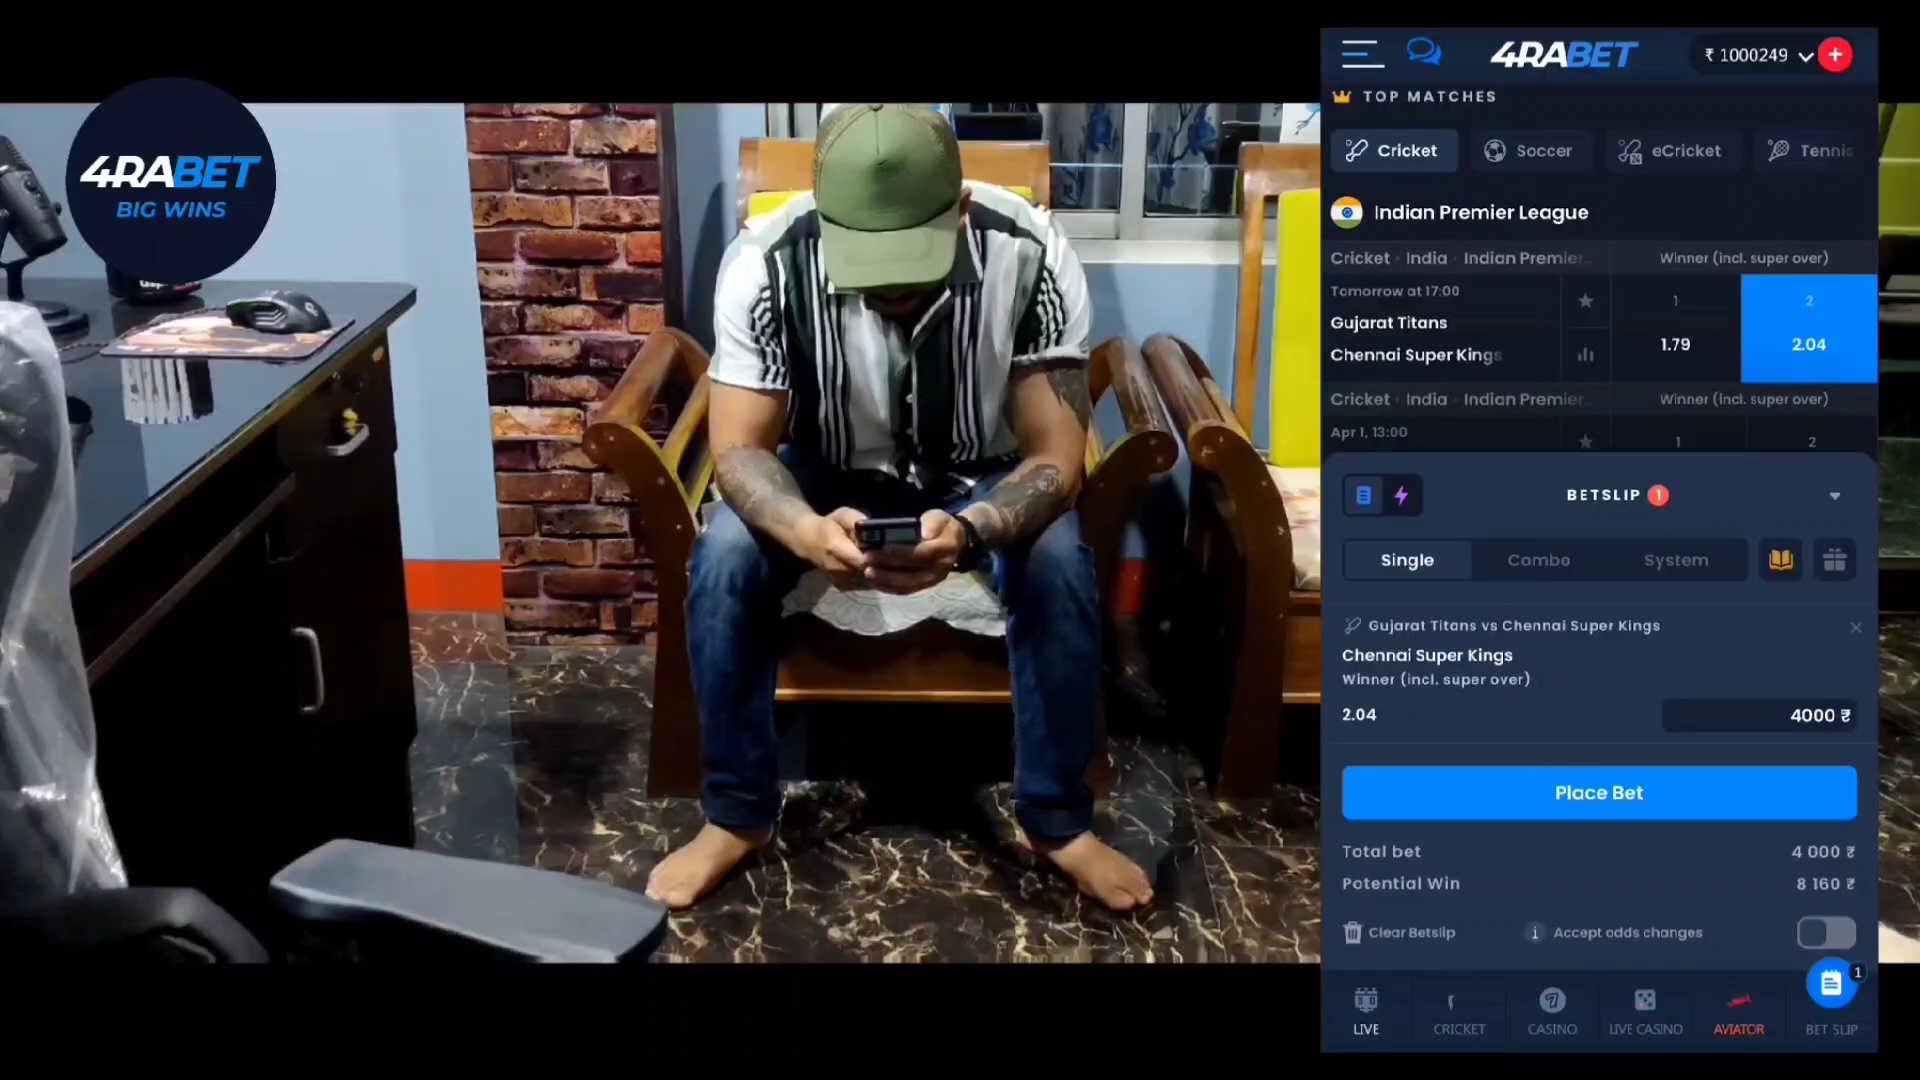 4RABET
BIG WINS
4RABET
₹ 1000249
TOP MATCHES
Cricket
Soccer
eCricket
Tennis
Indian Premier League
Cricket · India · Indian Premier...
Winner (incl. super over)
Tomorrow at 17:00
1
2
Gujarat Titans
Chennai Super Kings
1.79
2.04
Cricket · India · Indian Premier...
Winner (incl. super over)
Apr 1, 13:00
1
2
BETSLIP 1
Single
Combo
System
Gujarat Titans vs Chennai Super Kings
Chennai Super Kings
Winner (incl. super over)
2.04
4000 ₹
Place Bet
Total bet
4 000 ₹
Potential Win
8 160 ₹
Clear Betslip
Accept odds changes
1
LIVE
CRICKET
CASINO
LIVE CASINO
AVIATOR
BET SLIP